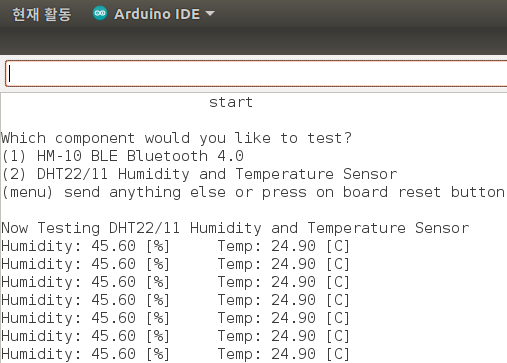 현재 활동 Arduino IDE
start
Which component would you like to test?
(1) HM-10 BLE Bluetooth 4.0
(2) DHT22/11 Humidity and Temperature Sensor
(menu) send anything else or press on board reset button
Now Testing DHT22/11 Humidity and Temperature Sensor
Humidity: 45.60 [%] Temp: 24.90 [C]
Humidity: 45.60 [%] Temp: 24.90 [C]
Humidity: 45.60 [%] Temp: 24.90 [C]
Humidity: 45.60 [%] Temp: 24.90 [C]
Humidity: 45.60 [%] Temp: 24.90 [C]
Humidity: 45.60 [%] Temp: 24.90 [C]
Humidity: 45.60 [%] Temp: 24.90 [C]